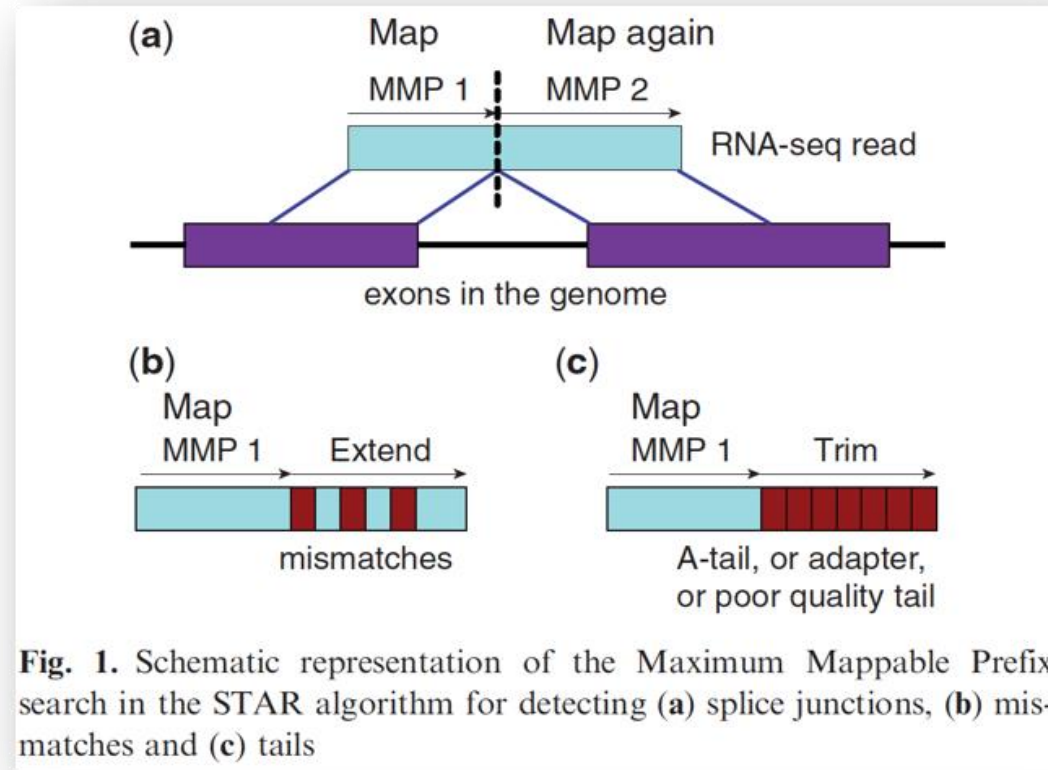 (a)
Map Map again
MMP 1 MMP 2
RNA-seq read
exons in the genome
(b) (c)
Map Map
MMP 1 Extend MMP 1 Trim
mismatches A-tail, or adapter,
or poor quality tail
Fig. 1. Schematic representation of the Maximum Mappable Prefix
search in the STAR algorithm for detecting (a) splice junctions, (b) mis-
matches and (c) tails